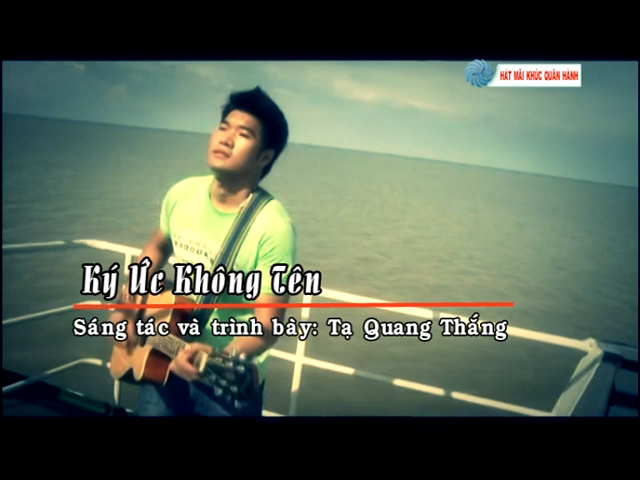 HÁT MÃI KHÚC QUÂN HÀNH
Ký Ức Không Tên
Sáng tác và trình bày: Tạ Quang Thắng